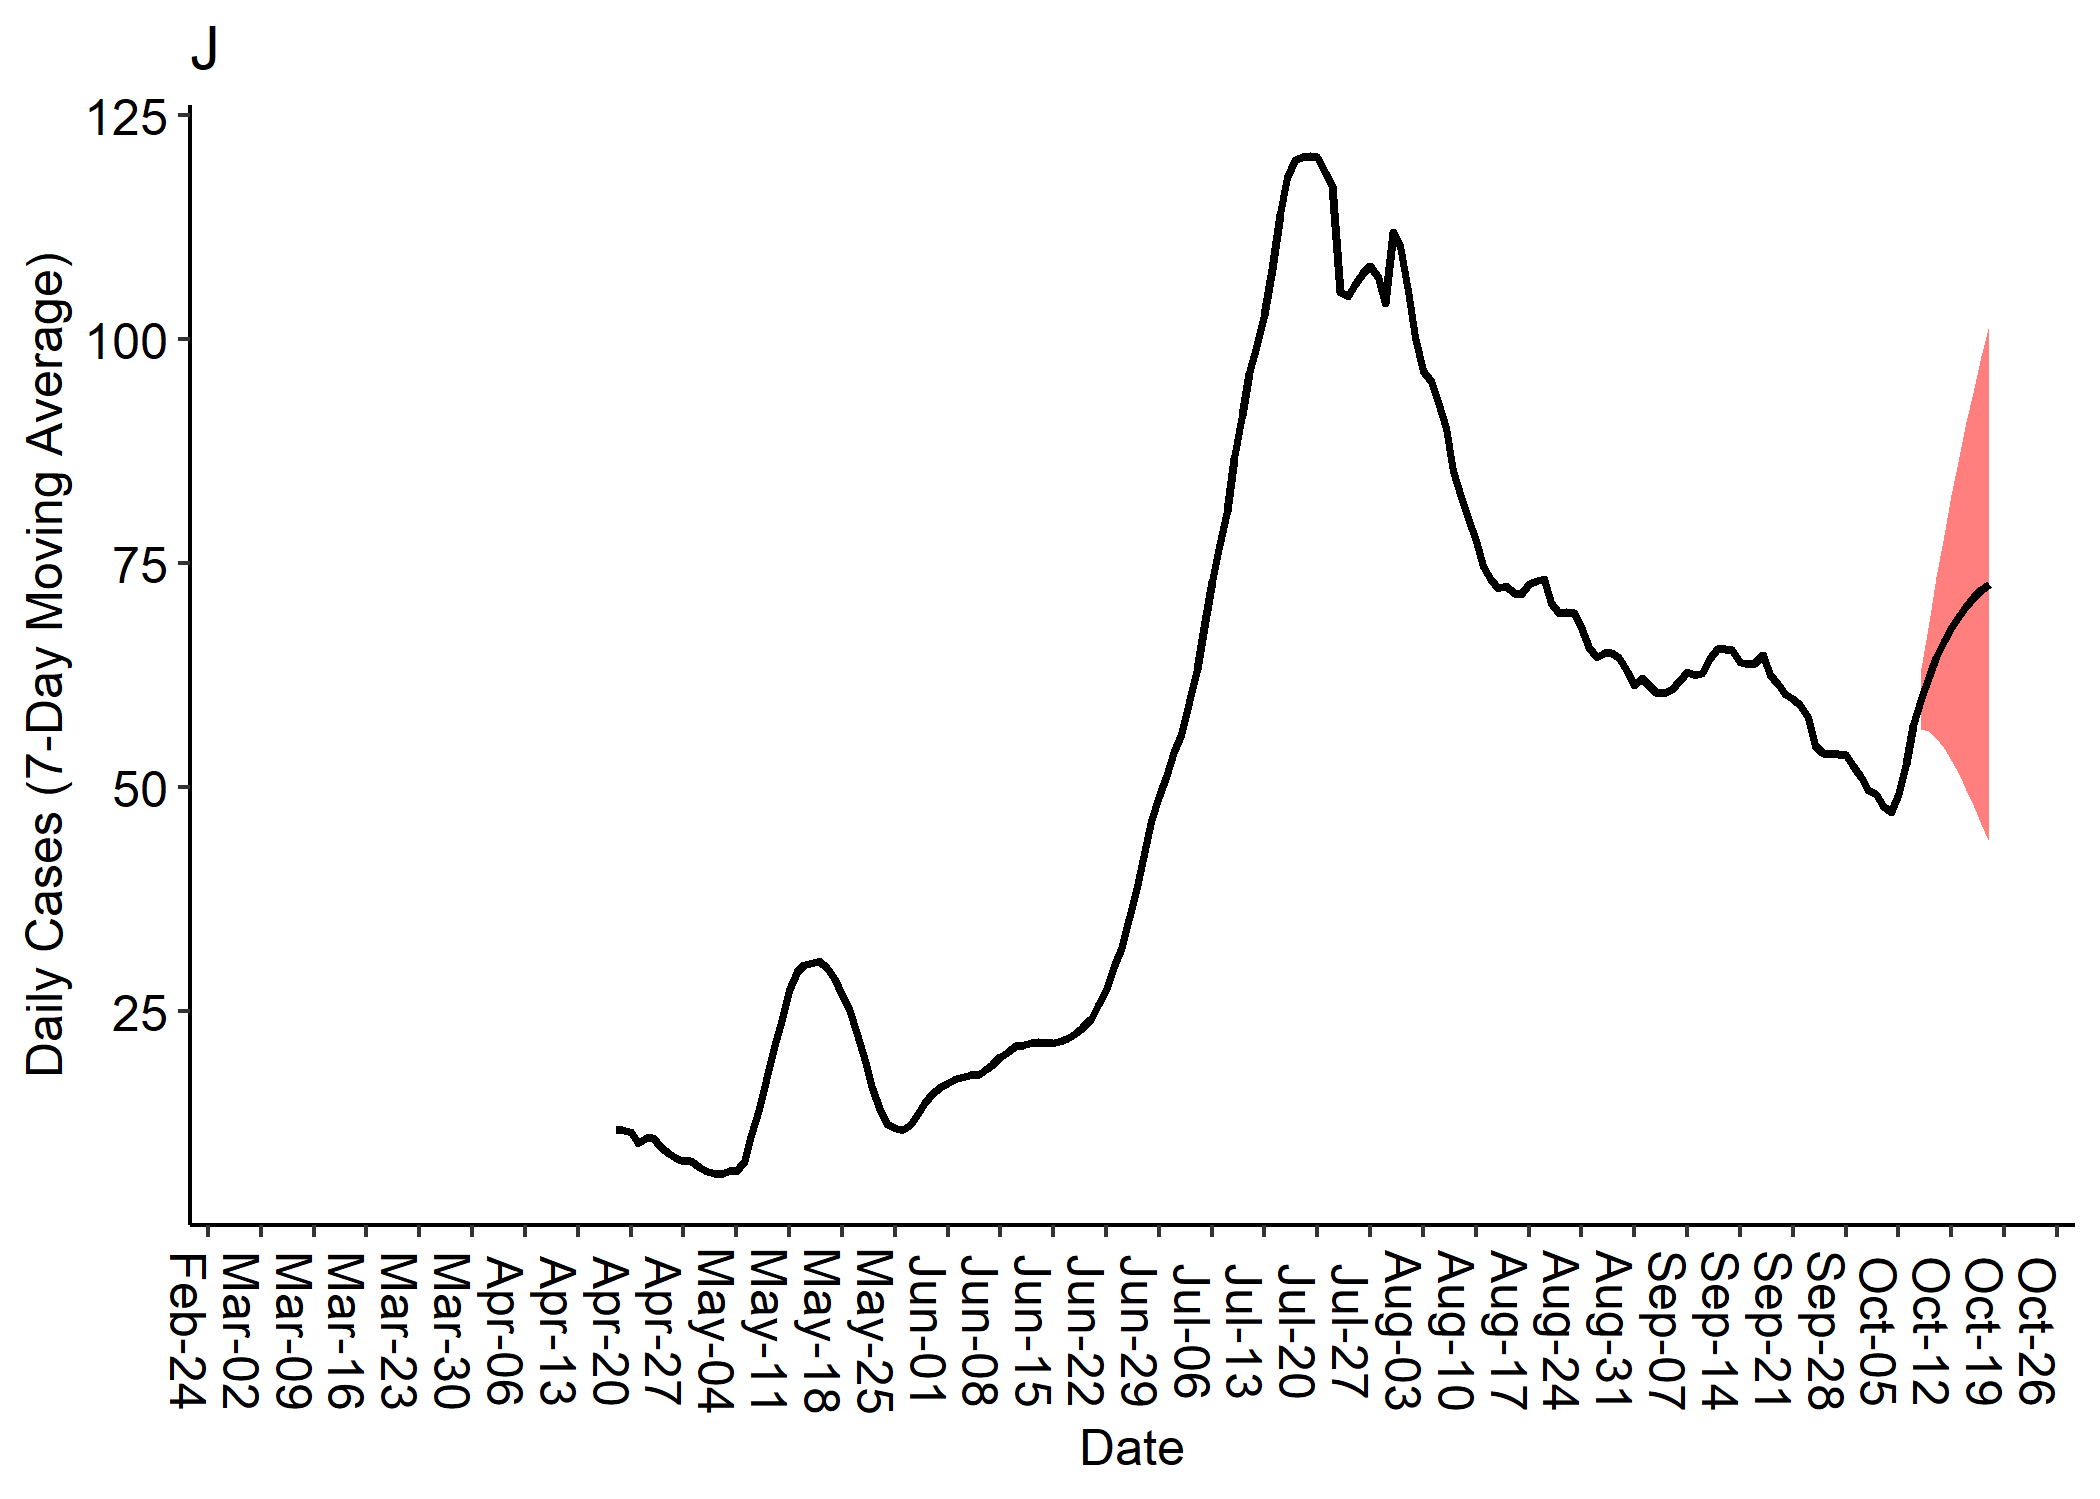 J
Daily Cases (7-Day Moving Average)
125
100
75
50
25
Feb-24
Mar-02
Mar-09
Mar-16
Mar-23
Mar-30
Apr-06
Apr-13
Apr-20
Apr-27
May-04
May-11
May-18
May-25
Jun-01
Jun-08
Jun-15
Jun-22
Jun-29
Jul-06
Jul-13
Jul-20
Jul-27
Aug-03
Aug-10
Aug-17
Aug-24
Aug-31
Sep-07
Sep-14
Sep-21
Sep-28
Oct-05
Oct-12
Oct-19
Oct-26
Date